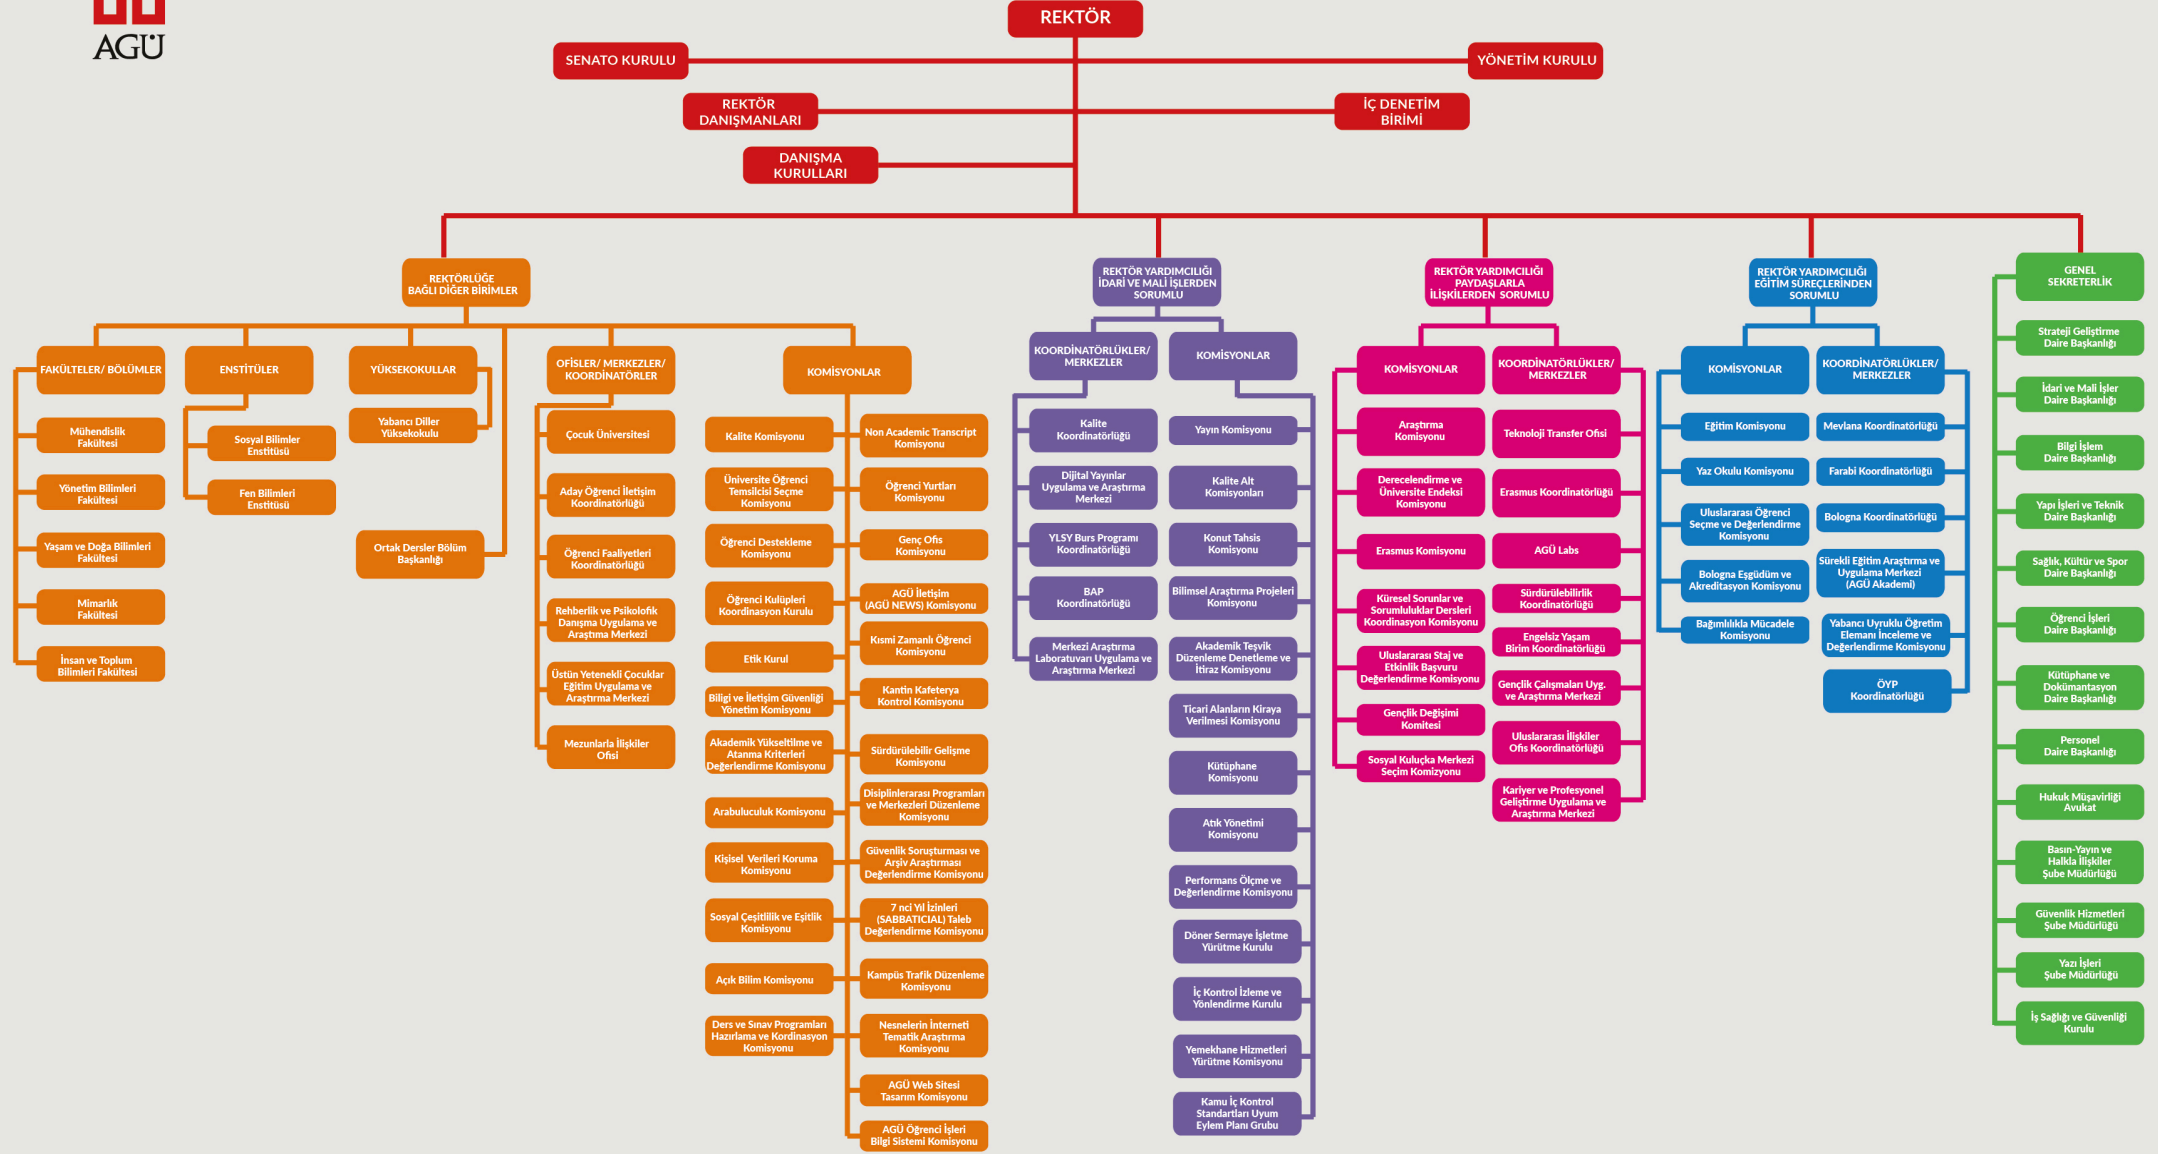 AGÜ
REKTÖR
SENATO KURULU
YÖNETİM KURULU
REKTÖR
DANIŞMANLARI
İÇ DENETİM
BİRİMİ
DANIŞMA
KURULLARI
REKTÖRLÜĞE
BAĞLI DİĞER BİRİMLER
FAKÜLTELER/ BÖLÜMLER
Mühendislik
Fakültesi
Yönetim Bilimleri
Fakültesi
Yaşam ve Doğa Bilimleri
Fakültesi
Mimarlık
Fakültesi
İnsan ve Toplum
Bilimleri Fakültesi
ENSTİTÜLER
Sosyal Bilimler
Enstitüsü
Fen Bilimleri
Enstitüsü
YÜKSEKOKULLAR
Yabancı Diller
Yüksekokulu
Ortak Dersler Bölüm
Başkanlığı
OFİSLER/ MERKEZLER/
KOORDİNATÖRLER
Çocuk Üniversitesi
Aday Öğrenci İletişim
Koordinatörlüğü
Öğrenci Faaliyetleri
Koordinatörlüğü
Rehberlik ve Psikolofik
Danışma Uygulama ve
Araştıma Merkezi
Üstün Yetenekli Çocuklar
Eğitim Uygulama ve
Araştırma Merkezi
Mezunlarla İlişkiler
Ofisi
KOMİSYONLAR
Kalite Komisyonu
Üniversite Öğrenci
Temsilcisi Seçme
Komisyonu
Öğrenci Destekleme
Komisyonu
Öğrenci Kulüpleri
Koordinasyon Kurulu
Etik Kurul
Biligi ve İletişim Güvenliği
Yönetim Komisyonu
Akademik Yükseltilme ve
Atanma Kriterleri
Değerlendirme Komisyonu
Arabuluculuk Komisyonu
Kişisel Verileri Koruma
Komisyonu
Sosyal Çeşitlilik ve Eşitlik
Komisyonu
Açık Bilim Komisyonu
Ders ve Sınav Programları
Hazırlama ve Kordinasyon
Komisyonu
Non Academic Transcript
Komisyonu
Öğrenci Yurtları
Komisyonu
Genç Ofis
Komisyonu
AGÜ İletişim
(AGÜ NEWS) Komisyonu
Kısmi Zamanlı Öğrenci
Komisyonu
Kantin Kafeterya
Kontrol Komisyonu
Sürdürülebilir Gelişme
Komisyonu
Disiplinlerarası Programları
ve Merkezleri Düzenleme
Komisyonu
Güvenlik Soruşturması ve
Arşiv Araştırması
Değerlendirme Komisyonu
7 nci Yıl İzinleri
(SABBATICIAL) Taleb
Değerlendirme Komisyonu
Kampüs Trafik Düzenleme
Komisyonu
Nesnelerin İnterneti
Tematik Araştırma
Komisyonu
AGÜ Web Sitesi
Tasarım Komisyonu
AGÜ Öğrenci İşleri
Bilgi Sistemi Komisyonu
REKTÖR YARDIMCILIĞI
İDARİ VE MALİ İŞLERDEN
SORUMLU
KOORDİNATÖRLÜKLER/
MERKEZLER
Kalite
Koordinatörlüğü
Dijital Yayınlar
Uygulama ve Araştırma
Merkezi
YLSY Burs Programı
Koordinatörlüğü
BAP
Koordinatörlüğü
Merkezi Araştırma
Laboratuvarı Uygulama ve
Araştırma Merkezi
KOMİSYONLAR
Yayın Komisyonu
Kalite Alt
Komisyonları
Konut Tahsis
Komisyonu
Bilimsel Araştırma Projeleri
Komisyonu
Akademik Teşvik
Düzenleme Denetleme ve
İtiraz Komisyonu
Ticari Alanların Kiraya
Verilmesi Komisyonu
Kütüphane
Komisyonu
Atık Yönetimi
Komisyonu
Performans Ölçme ve
Değerlendirme Komisyonu
Döner Sermaye İşletme
Yürütme Kurulu
İç Kontrol İzleme ve
Yönlendirme Kurulu
Yemekhane Hizmetleri
Yürütme Komisyonu
Kamu İç Kontrol
Standartları Uyum
Eylem Planı Grubu
REKTÖR YARDIMCILIĞI
PAYDAŞLARLA
İLİŞKİLERDEN SORUMLU
KOMİSYONLAR
Araştırma
Komisyonu
Derecelendirme ve
Üniversite Endeksi
Komisyonu
Erasmus Komisyonu
Küresel Sorunlar ve
Sorumluluklar Dersleri
Koordinasyon Komisyonu
Uluslararası Staj ve
Etkinlik Başvuru
Değerlendirme Komisyonu
Gençlik Değişimi
Komitesi
Sosyal Kuluçka Merkezi
Seçim Komizyonu
KOORDİNATÖRLÜKLER/
MERKEZLER
Teknoloji Transfer Ofisi
Erasmus Koordinatörlüğü
AGÜ Labs
Sürdürülebilirlik
Koordinatörlüğü
Engelsiz Yaşam
Birim Koordinatörlüğü
Gençlik Çalışmaları Uyg.
ve Araştırma Merkezi
Uluslararası İlişkiler
Ofis Koordinatörlüğü
Kariyer ve Profesyonel
Geliştirme Uygulama ve
Araştırma Merkezi
REKTÖR YARDIMCILIĞI
EĞİTİM SÜREÇLERİNDEN
SORUMLU
KOMİSYONLAR
Eğitim Komisyonu
Yaz Okulu Komisyonu
Uluslararası Öğrenci
Seçme ve Değerlendirme
Komisyonu
Bologna Eşgüdüm ve
Akreditasyon Komisyonu
Bağımlılıkla Mücadele
Komisyonu
KOORDİNATÖRLÜKLER/
MERKEZLER
Mevlana Koordinatörlüğü
Farabi Koordinatörlüğü
Bologna Koordinatörlüğü
Sürekli Eğitim Araştırma ve
Uygulama Merkezi
(AGÜ Akademi)
Yabancı Uyruklu Öğretim
Elemanı İnceleme ve
Değerlendirme Komisyonu
ÖYP
Koordinatörlüğü
GENEL
SEKRETERLİK
Strateji Geliştirme
Daire Başkanlığı
İdari ve Mali İşler
Daire Başkanlığı
Bilgi İşlem
Daire Başkanlığı
Yapı İşleri ve Teknik
Daire Başkanlığı
Sağlık, Kültür ve Spor
Daire Başkanlığı
Öğrenci İşleri
Daire Başkanlığı
Kütüphane ve
Dokümantasyon
Daire Başkanlığı
Personel
Daire Başkanlığı
Hukuk Müşavirliği
Avukat
Basın-Yayın ve
Halkla İlişkiler
Şube Müdürlüğü
Güvenlik Hizmetleri
Şube Müdürlüğü
Yazı İşleri
Şube Müdürlüğü
İş Sağlığı ve Güvenliği
Kurulu